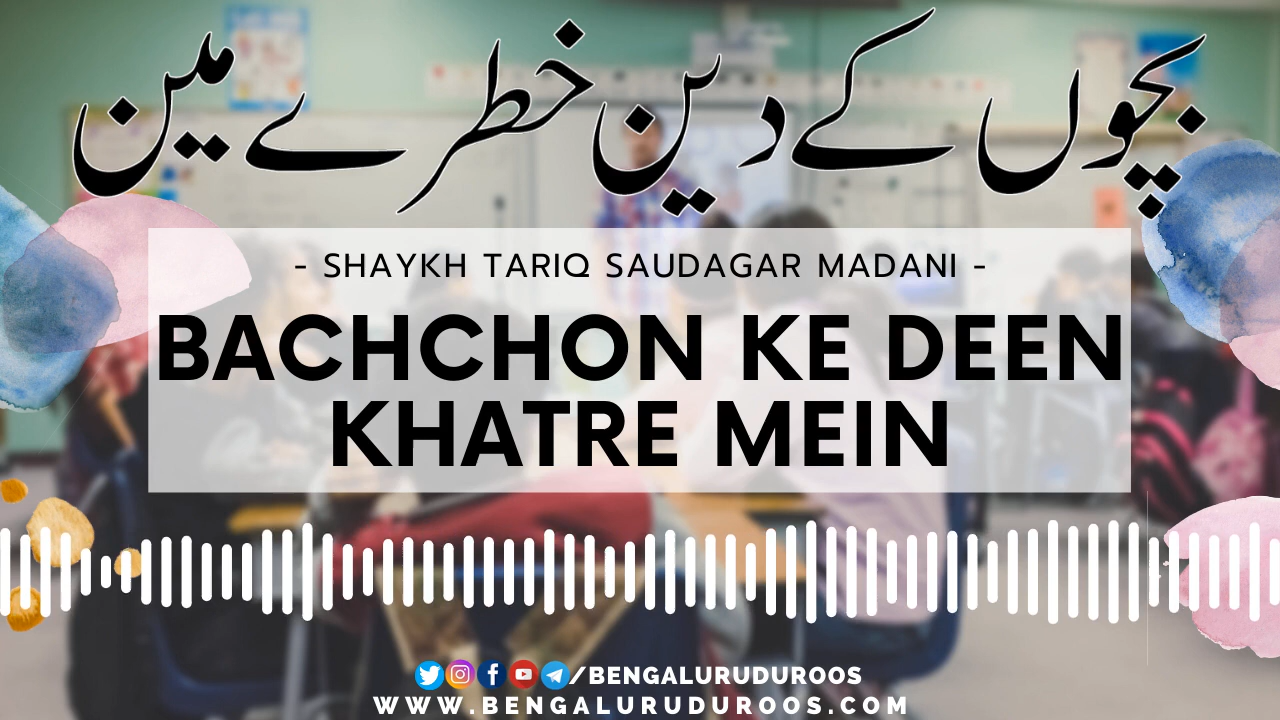 بچوں کے دین خطرے مین
- SHAYKH TARIQ SAUDAGAR MADANI -
BACHCHON KE DEEN
KHATRE MEIN
/BENGALURUDUROOS
WWW.BENGALURUDUROOS.COM